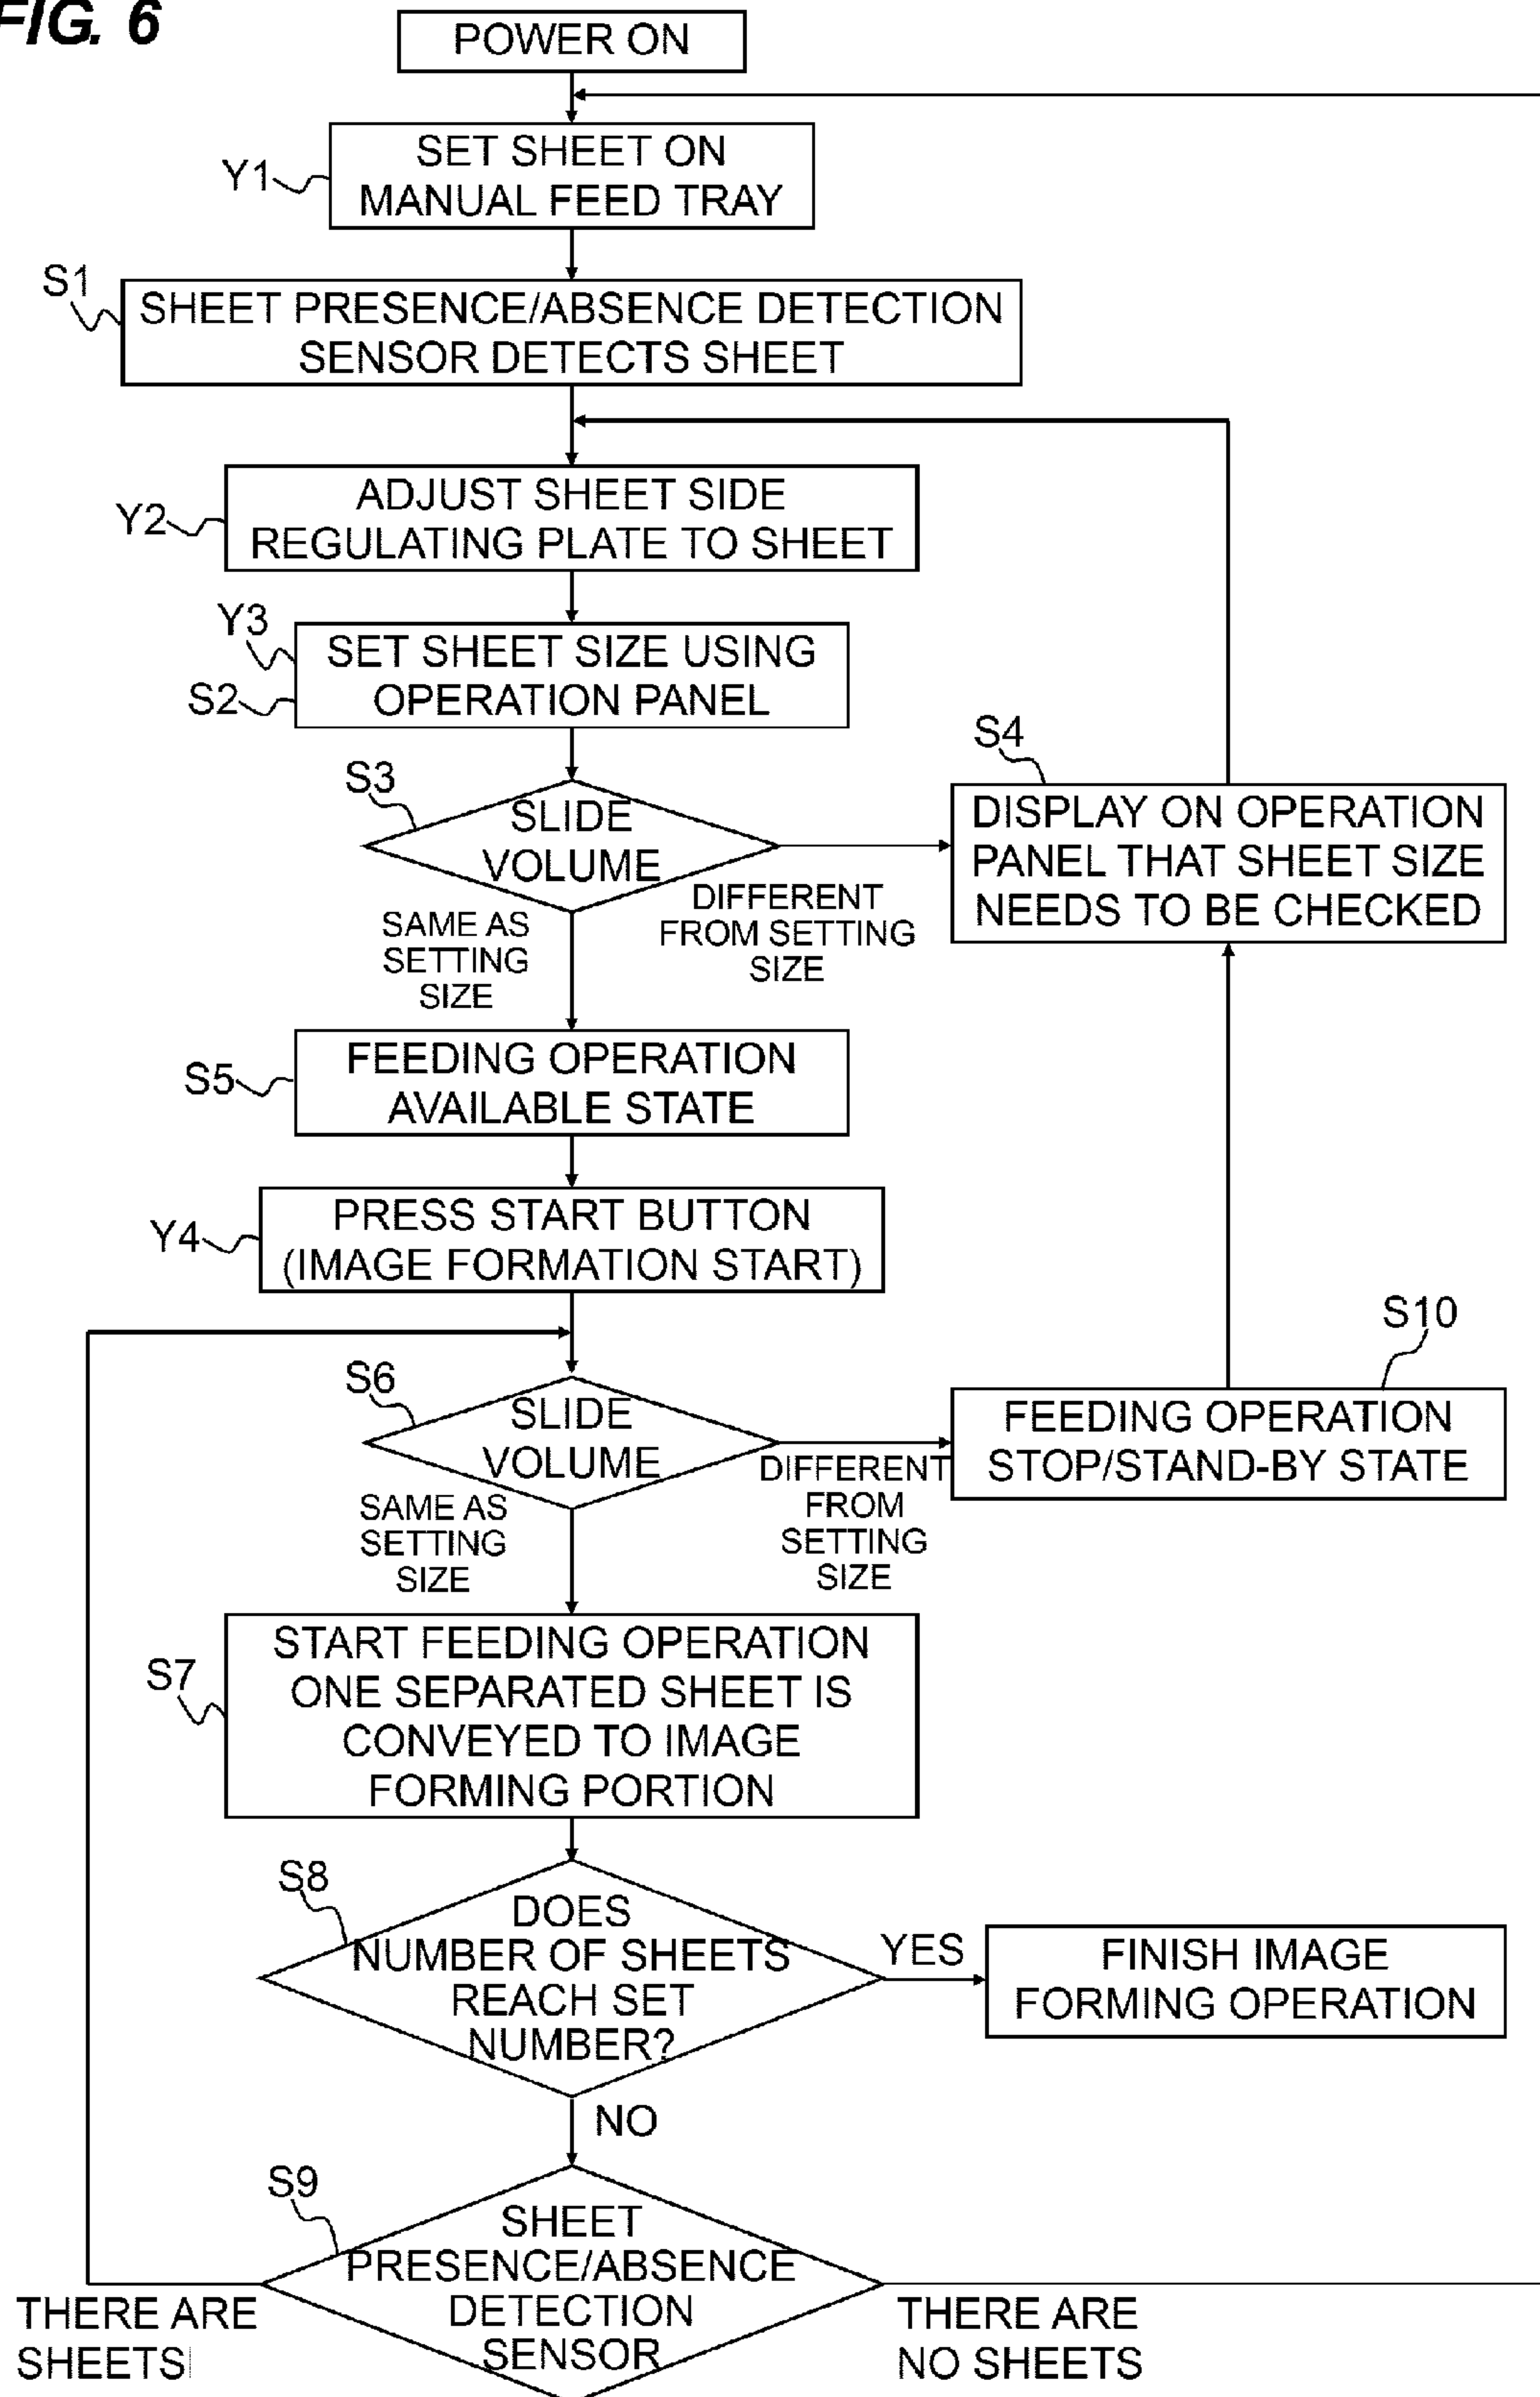 FIG. 6
POWER ON
Y1
SET SHEET ON
MANUAL FEED TRAY
S1
SHEET PRESENCE/ABSENCE DETECTION
SENSOR DETECTS SHEET
Y2
ADJUST SHEET SIDE
REGULATING PLATE TO SHEET
Y3
S2
SET SHEET SIZE USING
OPERATION PANEL
S3
SLIDE
VOLUME
SAME AS
SETTING
SIZE
DIFFERENT
FROM SETTING
SIZE
S4
DISPLAY ON OPERATION
PANEL THAT SHEET SIZE
NEEDS TO BE CHECKED
S5
FEEDING OPERATION
AVAILABLE STATE
Y4
PRESS START BUTTON
(IMAGE FORMATION START)
S6
SLIDE
VOLUME
SAME AS
SETTING
SIZE
DIFFERENT
FROM
SETTING
SIZE
S10
FEEDING OPERATION
STOP/STAND-BY STATE
S7
START FEEDING OPERATION
ONE SEPARATED SHEET IS
CONVEYED TO IMAGE
FORMING PORTION
S8
DOES
NUMBER OF SHEETS
REACH SET
NUMBER?
YES
FINISH IMAGE
FORMING OPERATION
NO
S9
SHEET
PRESENCE/ABSENCE
DETECTION
SENSOR
THERE ARE
SHEETS
THERE ARE
NO SHEETS